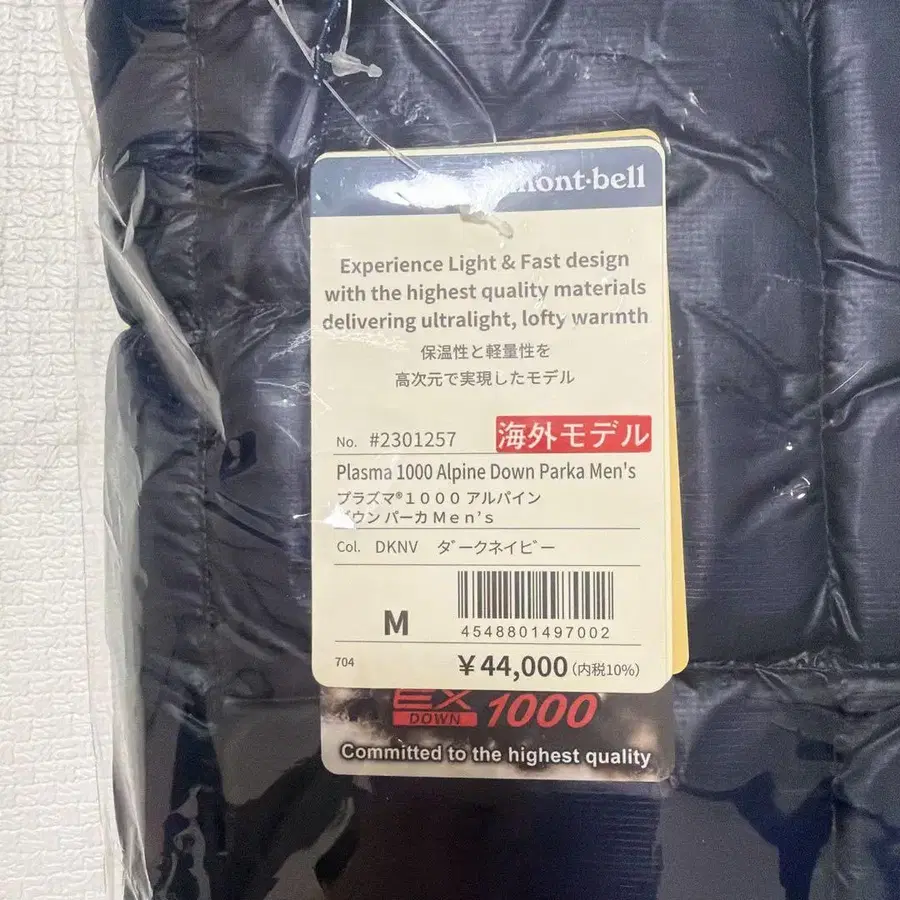 mont-bell
Experience Light & Fast design
with the highest quality materials
delivering ultralight, lofty warmth
保温性と軽量性を
高次元で実現したモデル
No. #2301257 海外モデル
Plasma 1000 Alpine Down Parka Men's
プラズマ®1000 アルパイン
ダウン パーカ Men's
Col. DKNV ダークネイビー
M
4548801497002
704 ¥44,000(内税10%)
EX
DOWN 1000
Committed to the highest quality